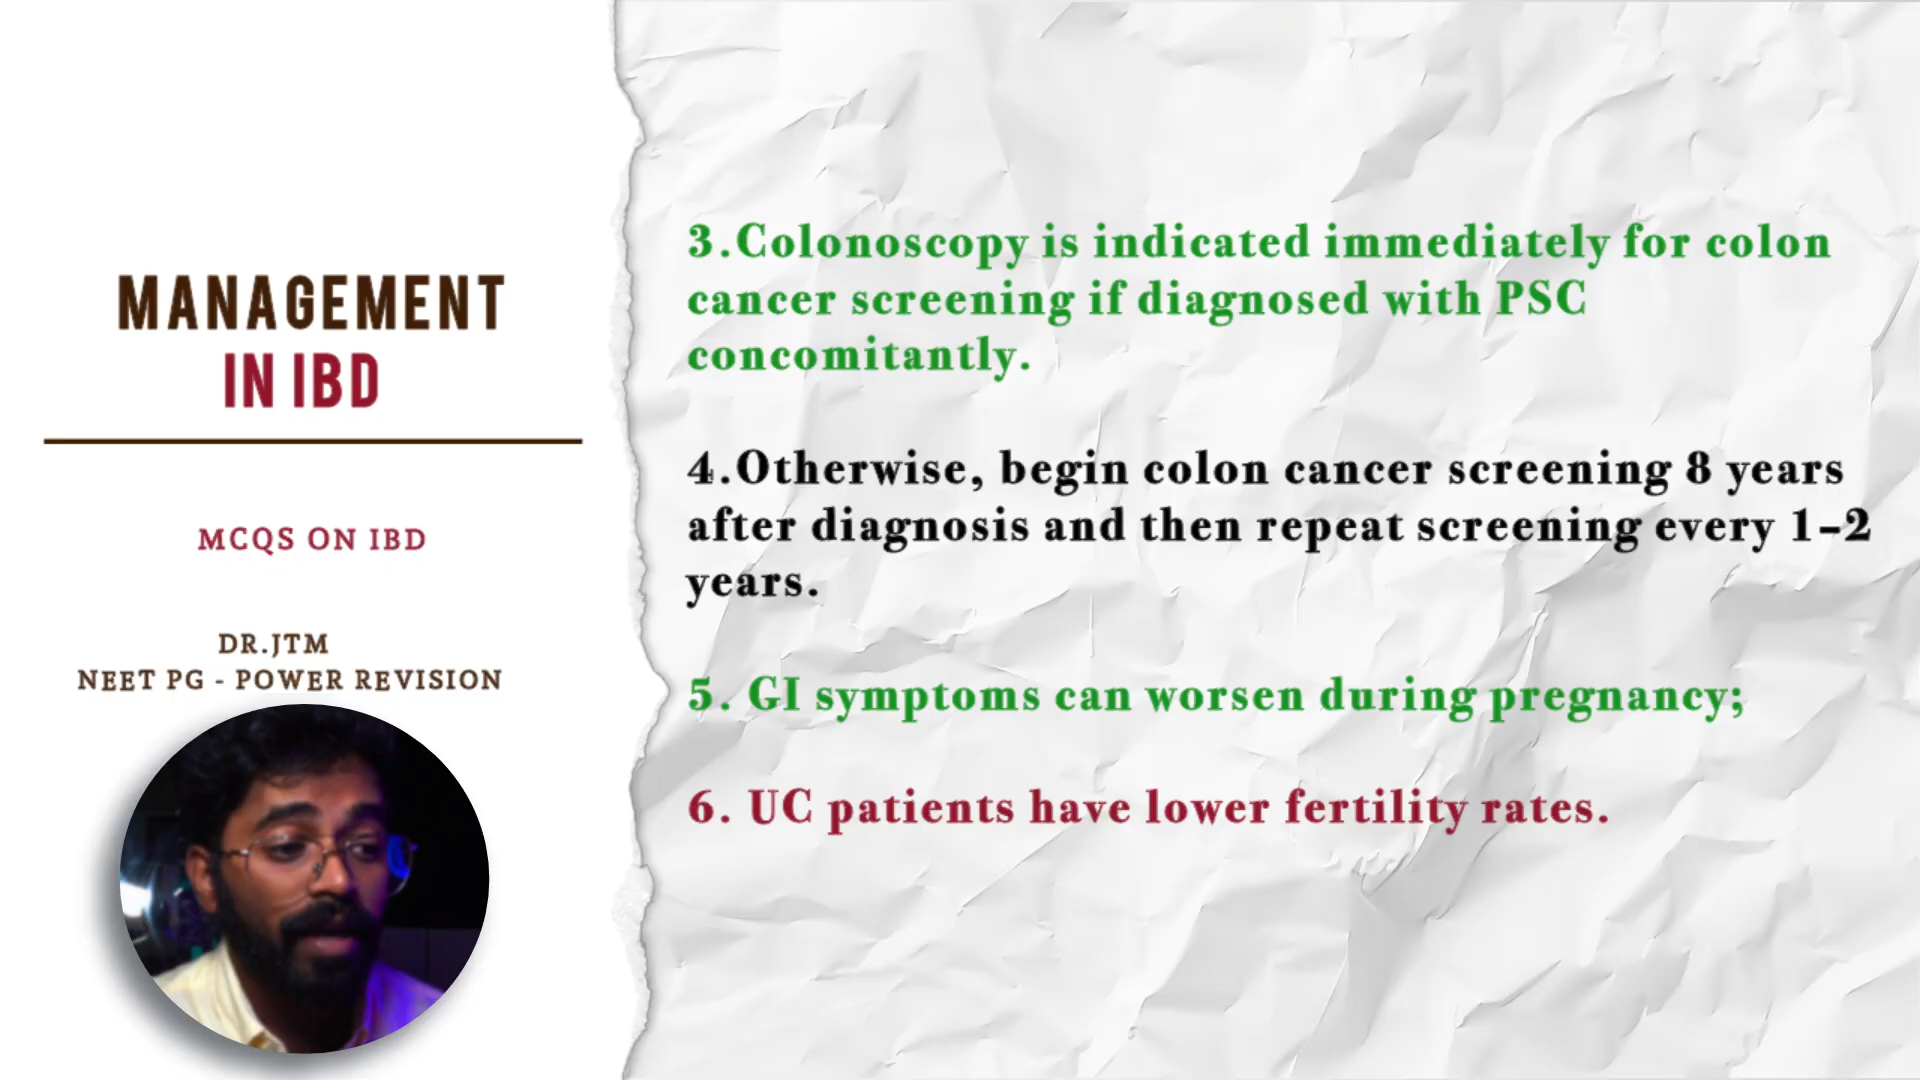 MANAGEMENT
IN IBD
MCQS ON IBD
DR.JTM
NEET PG - POWER REVISION
3.Colonoscopy is indicated immediately for colon
cancer screening if diagnosed with PSC
concomitantly.
4.Otherwise, begin colon cancer screening 8 years
after diagnosis and then repeat screening every 1–2
years.
5. GI symptoms can worsen during pregnancy;
6. UC patients have lower fertility rates.